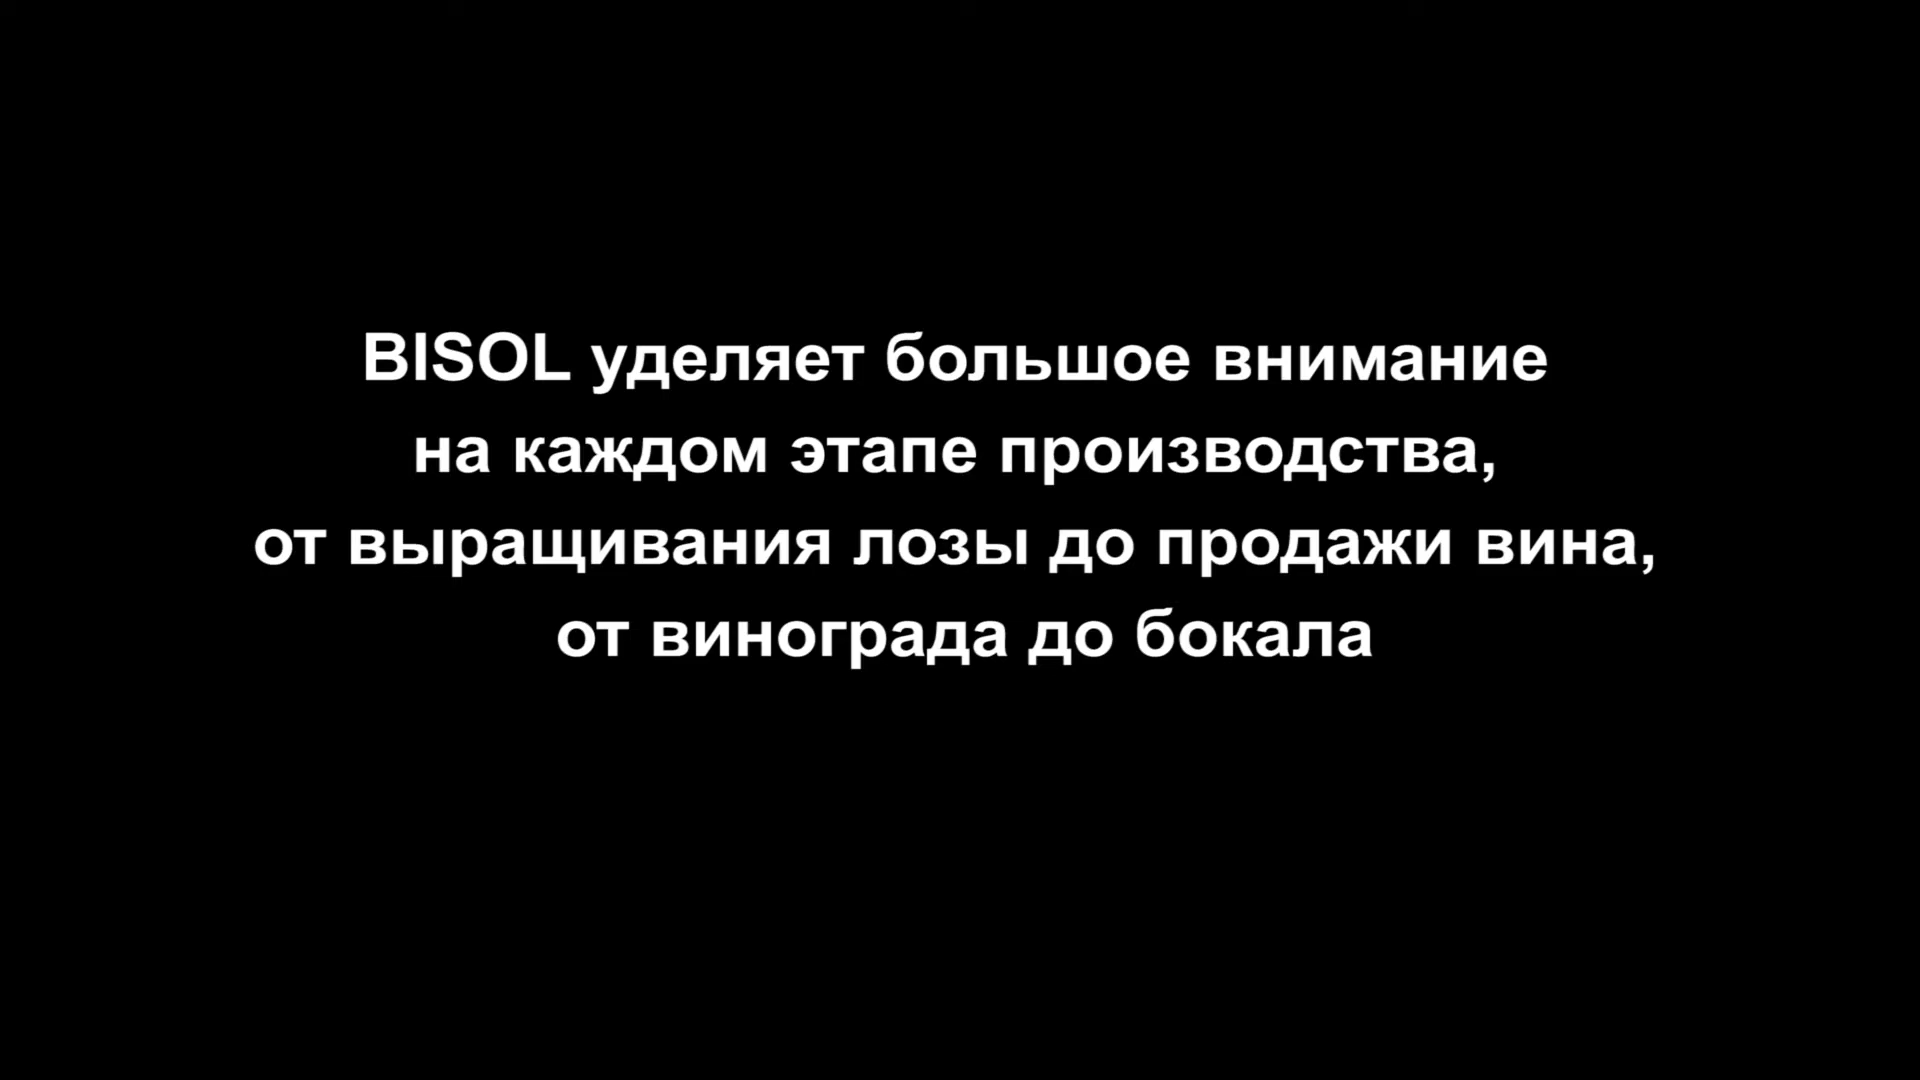 BISOL уделяет большое внимание
на каждом этапе производства,
от выращивания лозы до продажи вина,
от винограда до бокала